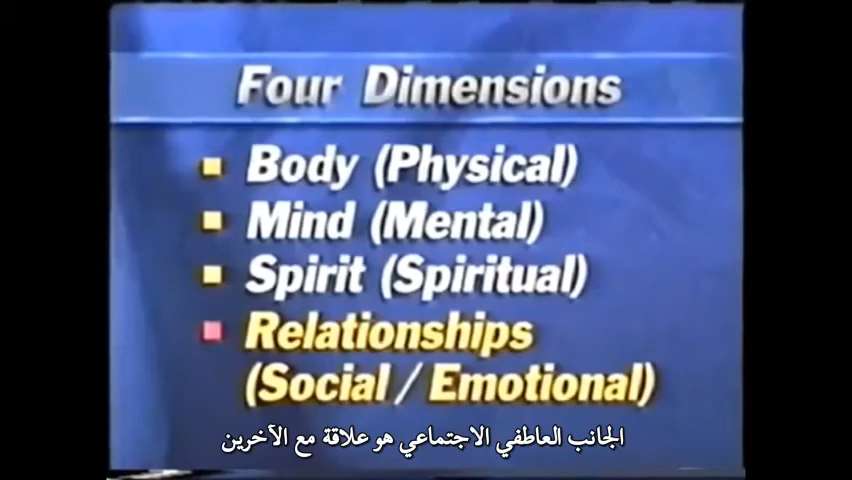 Four Dimensions
Body (Physical)
Mind (Mental)
Spirit (Spiritual)
Relationships
(Social / Emotional)
الجانب العاطفي الاجتماعي هو علاقة مع الآخرين